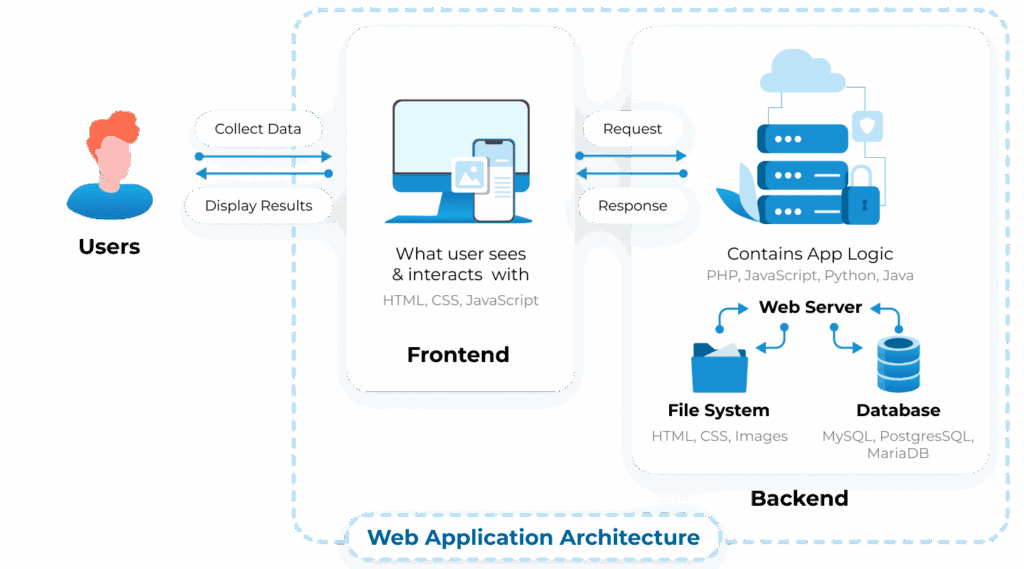 Collect Data
Display Results
Users
What user sees
& interacts with
HTML, CSS, JavaScript
Frontend
Request
Response
Contains App Logic
PHP, JavaScript, Python, Java
Web Server
File System
HTML, CSS, Images
Database
MySQL, PostgresSQL,
MariaDB
Backend
Web Application Architecture